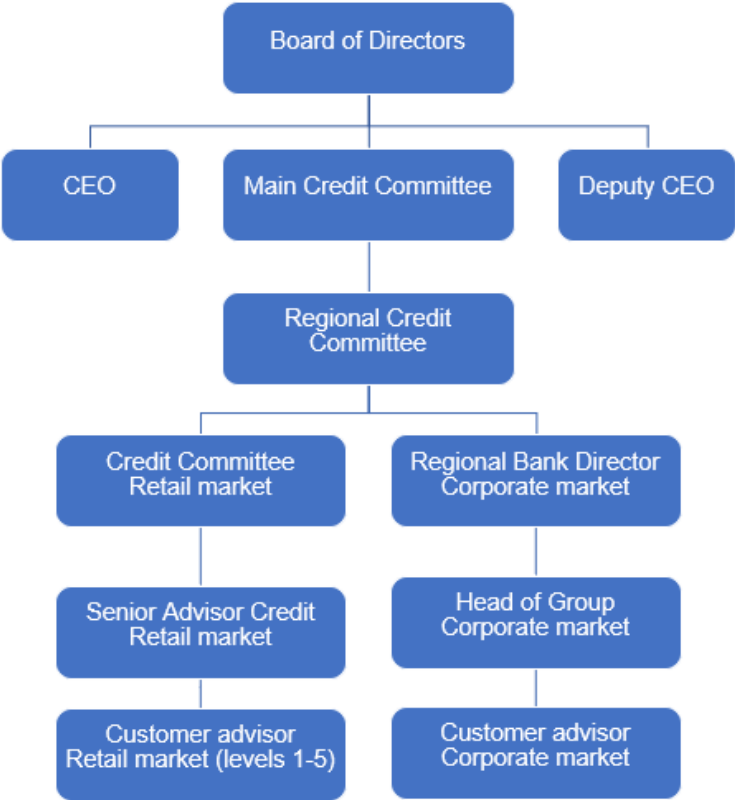 Board of Directors
CEO
Main Credit Committee
Deputy CEO
Regional Credit
Committee
Credit Committee
Retail market
Regional Bank Director
Corporate market
Senior Advisor Credit
Retail market
Head of Group
Corporate market
Customer advisor
Retail market (levels 1-5)
Customer advisor
Corporate market